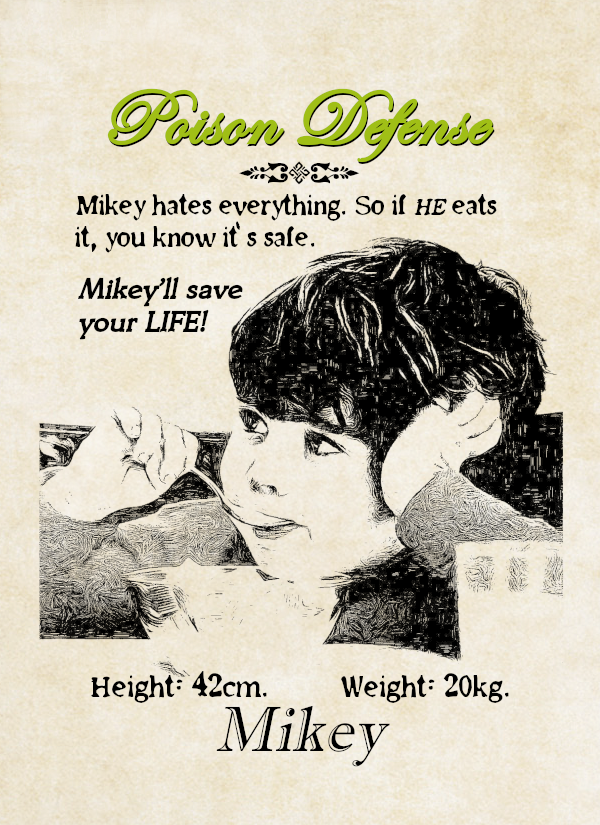 Poison Defense
Mikey hates everything. So if HE eats
it, you know it's safe.
Mikey'll save
your LIFE!
Height: 42cm. Weight: 20kg.
Mikey